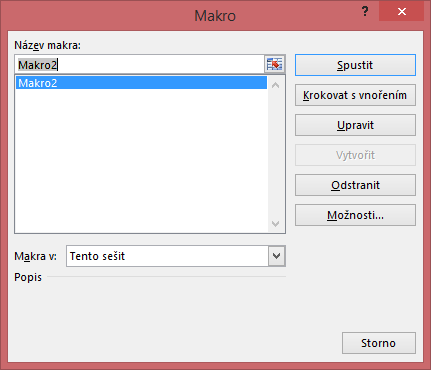 Makro
?
Název makra:
Makro2
Makro2
Spustit
Krokovat s vnořením
Upravit
Vytvořit
Odstranit
Možnosti...
Makra v:
Tento sešit
Popis
Storno